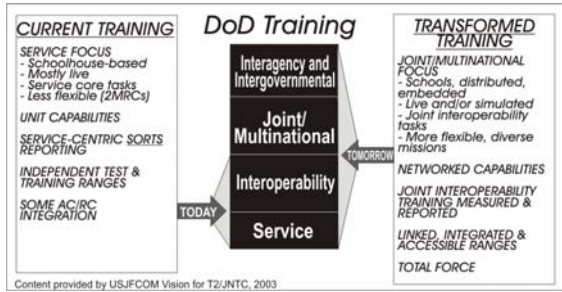 CURRENT TRAINING
SERVICE FOCUS
- Schoolhouse-based
- Mostly live
- Service core tasks
- Less flexible (2MRCs)
UNIT CAPABILITIES
SERVICE-CENTRIC SORTS
REPORTING
INDEPENDENT TEST &
TRAINING RANGES
SOME AC/RC
INTEGRATION
TODAY
DoD Training
Interagency and
Intergovernmental
Joint/
Multinational
Interoperability
Service
TOMORROW
TRANSFORMED
TRAINING
JOINT/MULTINATIONAL
FOCUS
- Schools, distributed,
embedded
- Live and/or simulated
- Joint interoperability
tasks
- More flexible, diverse
missions
NETWORKED CAPABILITIES
JOINT INTEROPERABILITY
TRAINING MEASURED &
REPORTED
LINKED, INTEGRATED &
ACCESSIBLE RANGES
TOTAL FORCE
Content provided by USJFCOM Vision for T2/JNTC, 2003